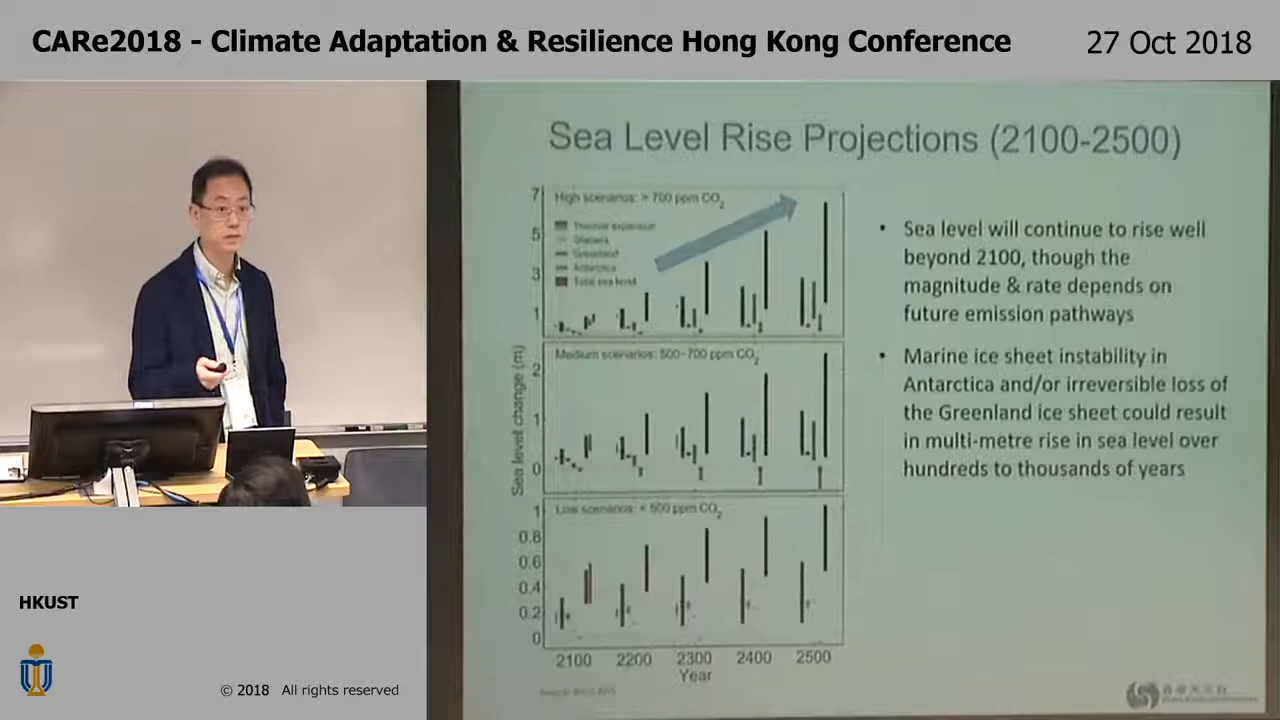 CARe2018 - Climate Adaptation & Resilience Hong Kong Conference
27 Oct 2018
Sea Level Rise Projections (2100-2500)
High scenarios: > 700 ppm CO2
Thermal expansion
Glaciers
Greenland
Antarctica
Total sea level
7
5
3
1
Medium scenarios: 500-700 ppm CO2
2
1
0
Sea level change (m)
Low scenarios: < 500 ppm CO2
1
0.8
0.6
0.4
0.2
0
2100 2200 2300 2400 2500
Year
• Sea level will continue to rise well
beyond 2100, though the
magnitude & rate depends on
future emission pathways
• Marine ice sheet instability in
Antarctica and/or irreversible loss of
the Greenland ice sheet could result
in multi-metre rise in sea level over
hundreds to thousands of years
HKUST
© 2018 All rights reserved